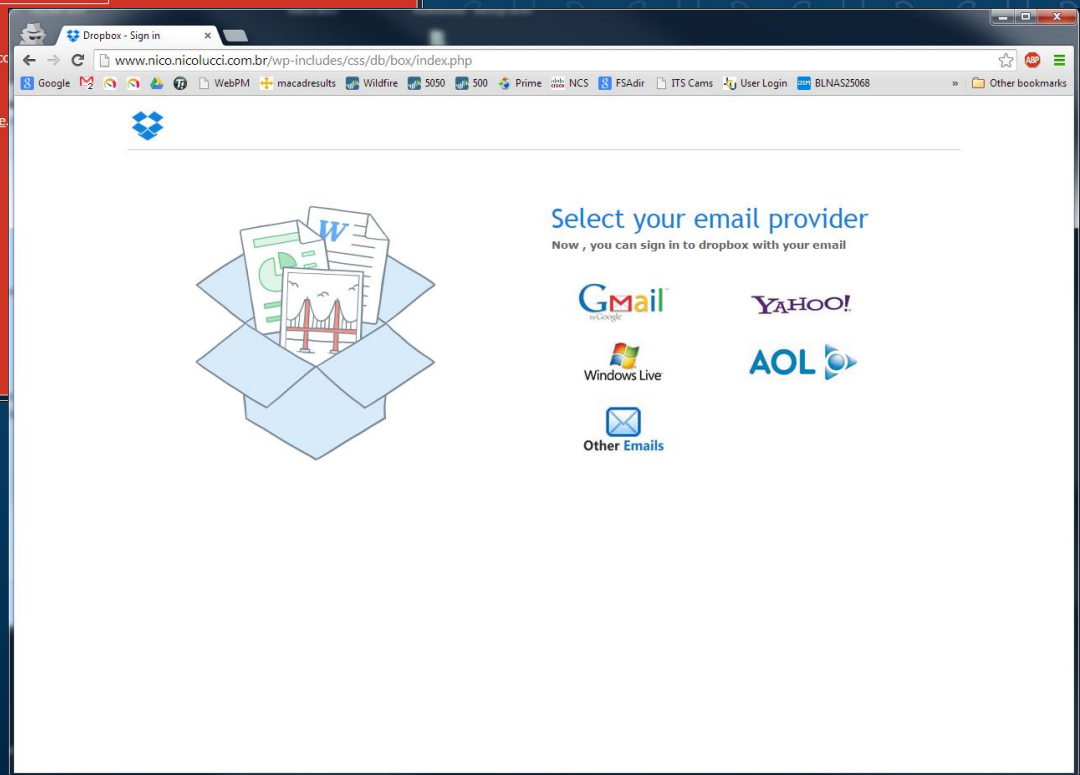 Dropbox - Sign in
www.nico.nicolucci.com.br/wp-includes/css/db/box/index.php
ABP
Google WebPM macadresults Wildfire 5050 500 Prime NCS FSAdir ITS Cams User Login BLNAS25068 » Other bookmarks
Select your email provider
Now , you can sign in to dropbox with your email
W
Gmail
by Google
YAHOO!
Windows Live
AOL
Other Emails